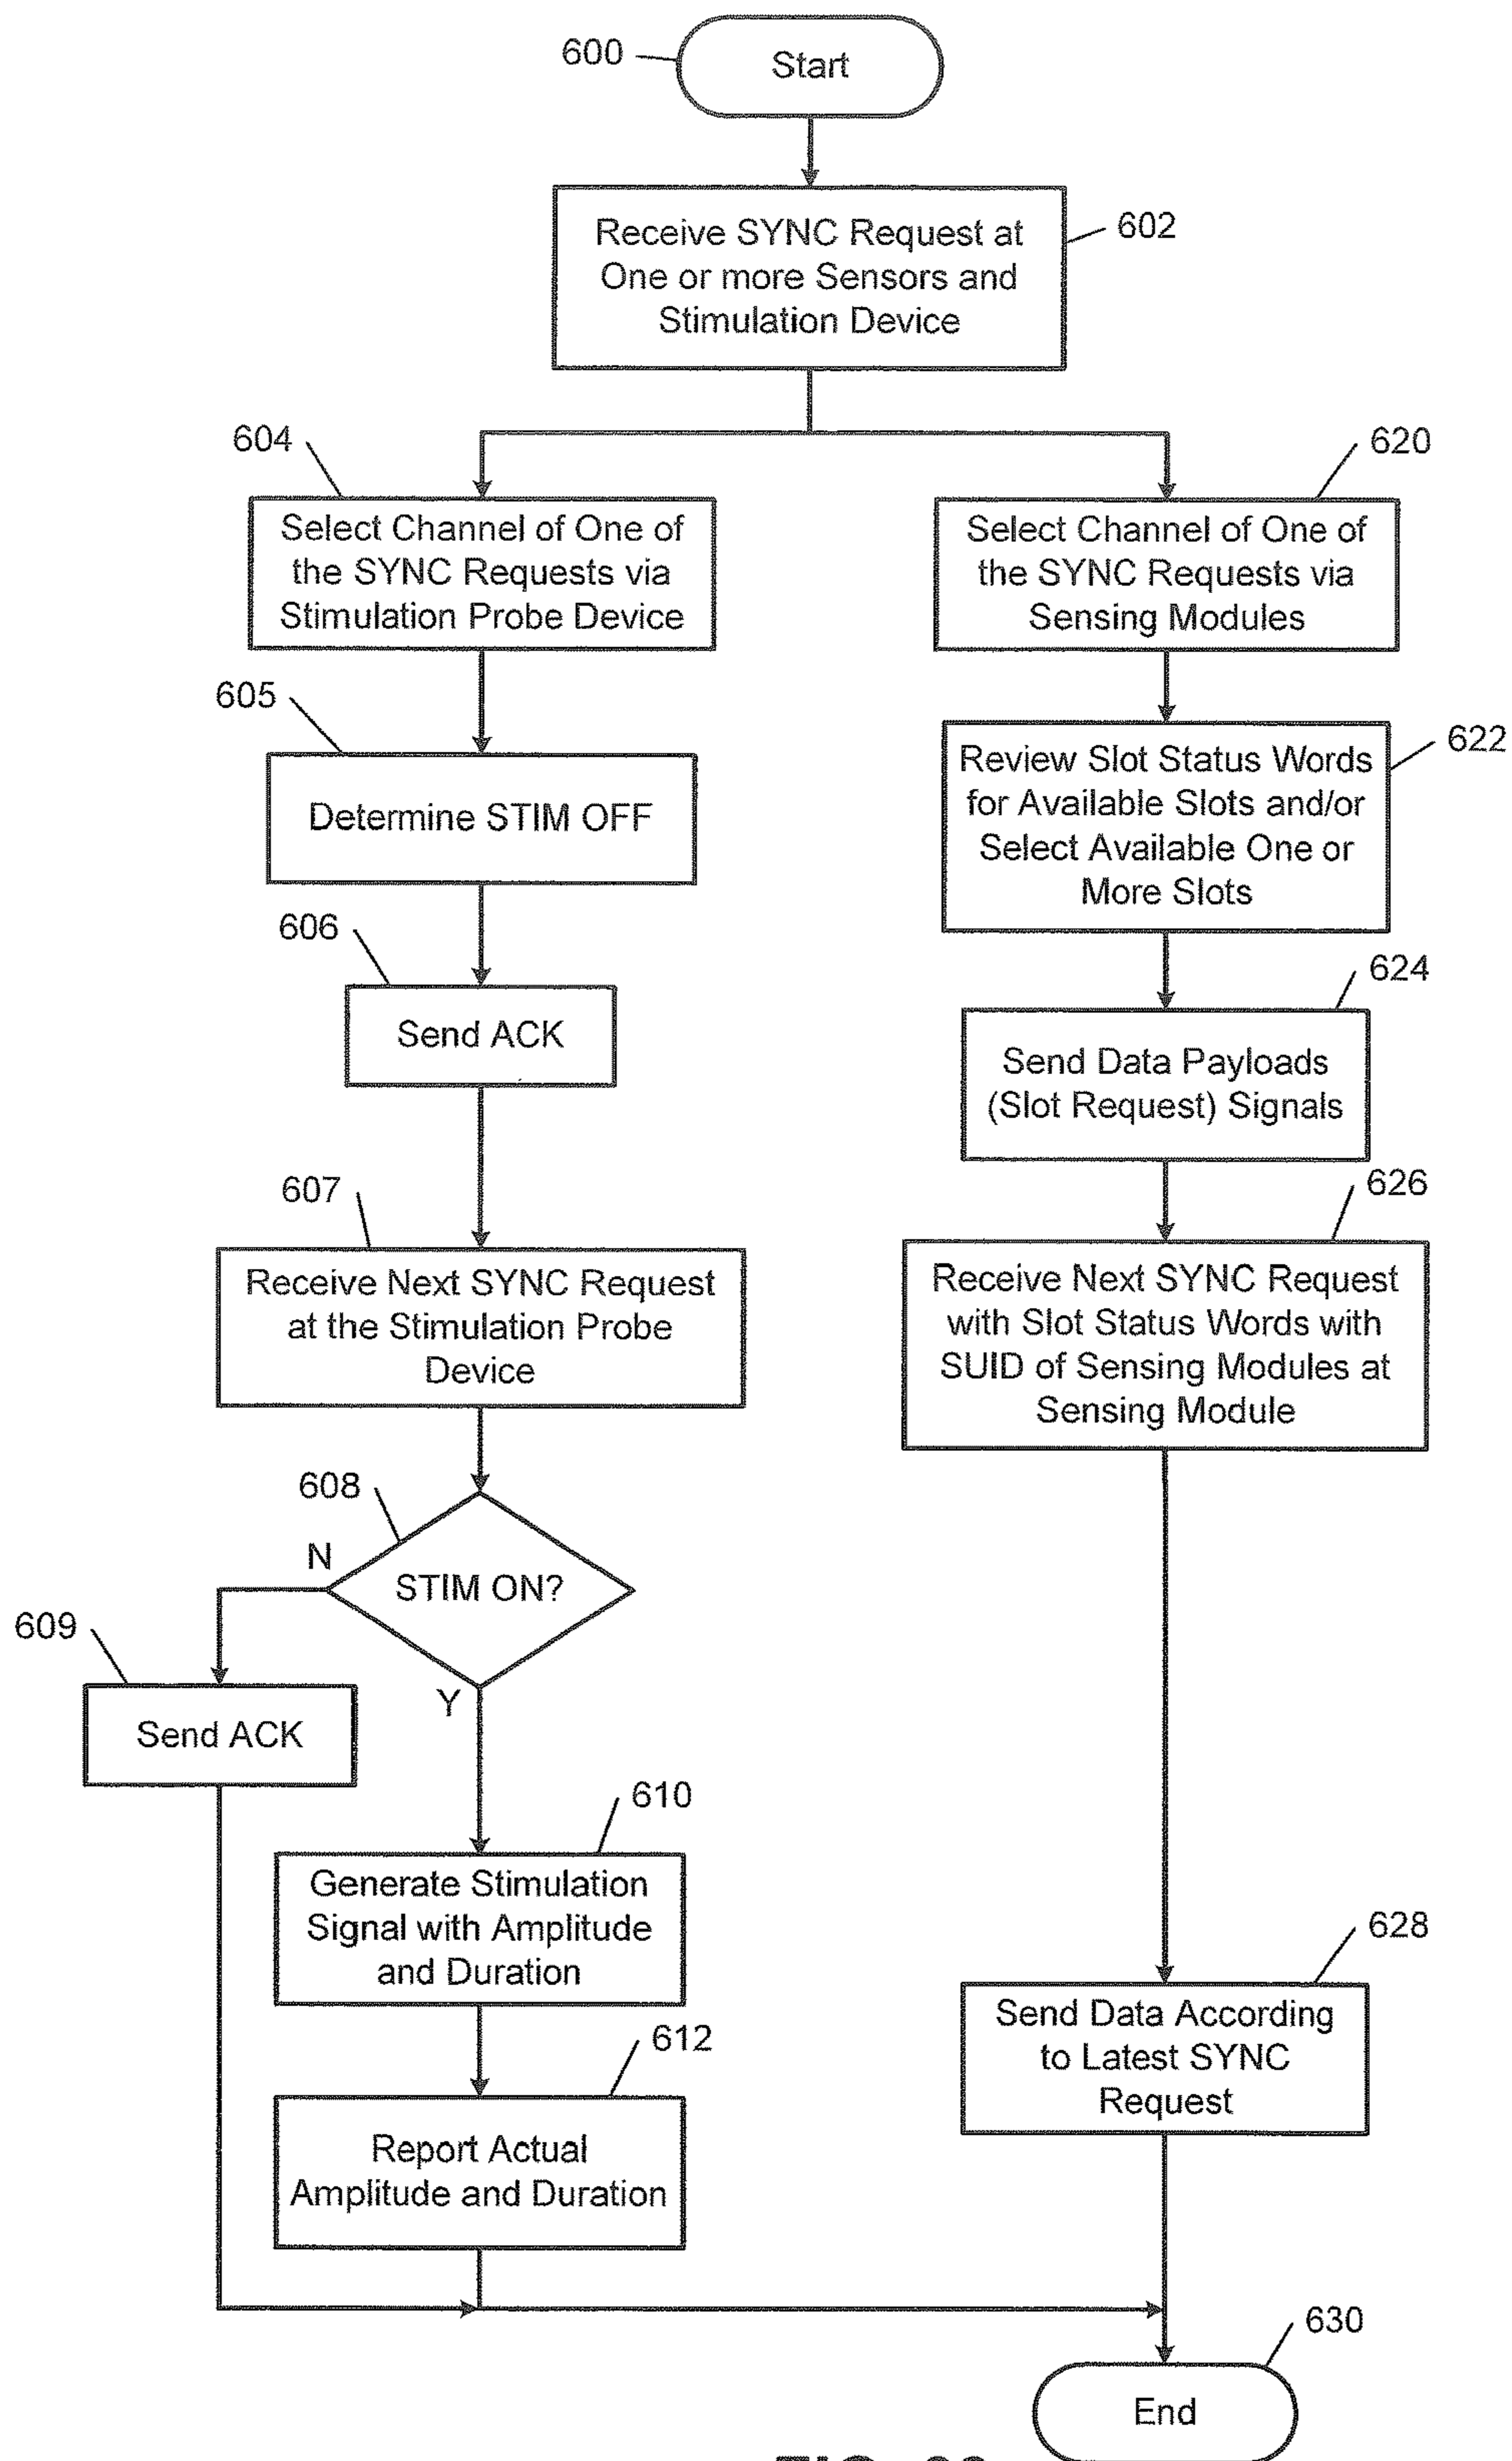 600
Start
Receive SYNC Request at
One or more Sensors and
Stimulation Device
602
604
Select Channel of One of
the SYNC Requests via
Stimulation Probe Device
620
Select Channel of One of
the SYNC Requests via
Sensing Modules
605
Determine STIM OFF
622
Review Slot Status Words
for Available Slots and/or
Select Available One or
More Slots
606
Send ACK
624
Send Data Payloads
(Slot Request) Signals
607
Receive Next SYNC Request
at the Stimulation Probe
Device
626
Receive Next SYNC Request
with Slot Status Words with
SUID of Sensing Modules at
Sensing Module
608
N
STIM ON?
Y
609
Send ACK
610
Generate Stimulation
Signal with Amplitude
and Duration
628
Send Data According
to Latest SYNC
Request
612
Report Actual
Amplitude and Duration
630
End